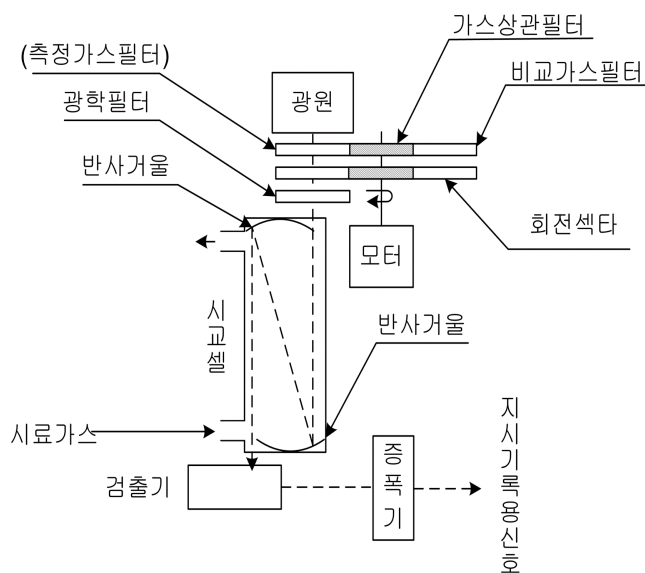 가스상관필터
(측정가스필터)
비교가스필터
광원
광학필터
반사거울
회전섹타
모터
시교셀
반사거울
시료가스
검출기
증폭기
지시기록용신호